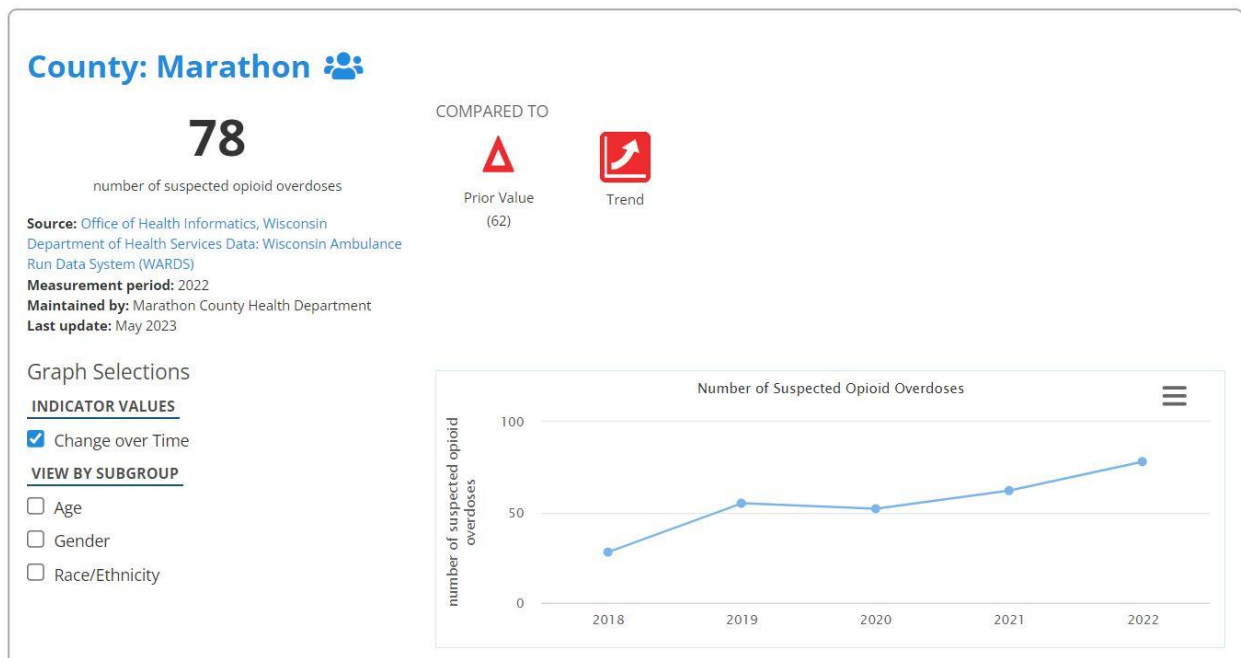 County: Marathon
78
number of suspected opioid overdoses
Source: Office of Health Informatics, Wisconsin
Department of Health Services Data: Wisconsin Ambulance
Run Data System (WARDS)
Measurement period: 2022
Maintained by: Marathon County Health Department
Last update: May 2023
COMPARED TO
Prior Value
(62)
Trend
Graph Selections
INDICATOR VALUES
Change over Time
VIEW BY SUBGROUP
Age
Gender
Race/Ethnicity
Number of Suspected Opioid Overdoses
number of suspected opioid
overdoses
100
50
0
2018 2019 2020 2021 2022